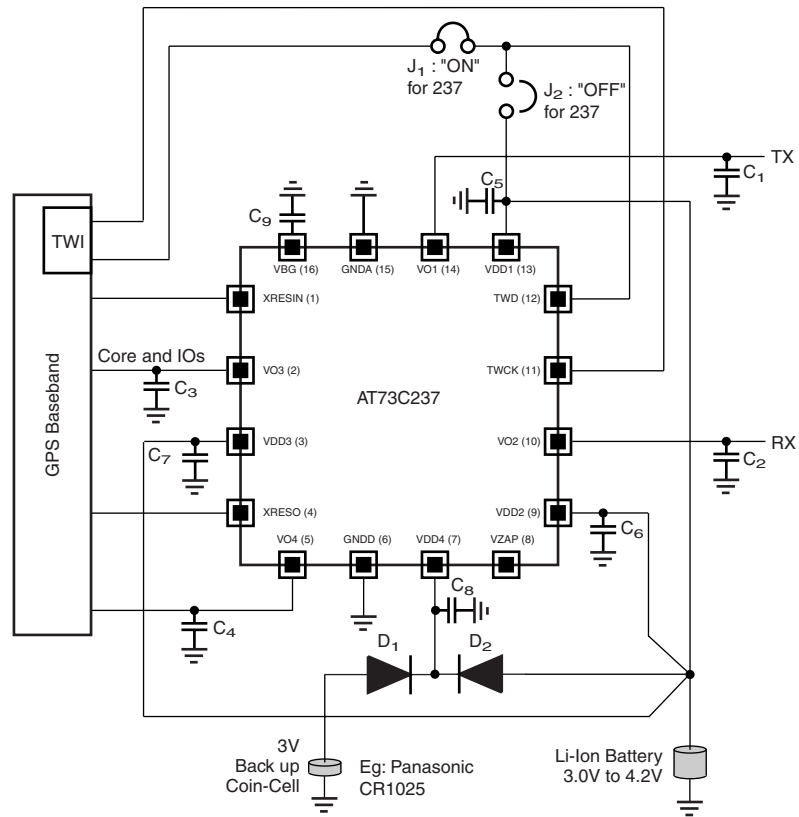 J1 : "ON"
for 237
J2 : "OFF"
for 237
TX
C1
C5
C9
TWI
VBG (16)
GNDA (15)
VO1 (14)
VDD1 (13)
XRESIN (1)
TWD (12)
Core and IOs
VO3 (2)
TWCK (11)
C3
AT73C237
GPS Baseband
VDD3 (3)
VO2 (10)
RX
C7
C2
XRESO (4)
VDD2 (9)
C6
VO4 (5)
GNDD (6)
VDD4 (7)
VZAP (8)
C8
C4
D1
D2
3V
Back up
Coin-Cell
Eg: Panasonic
CR1025
Li-Ion Battery
3.0V to 4.2V